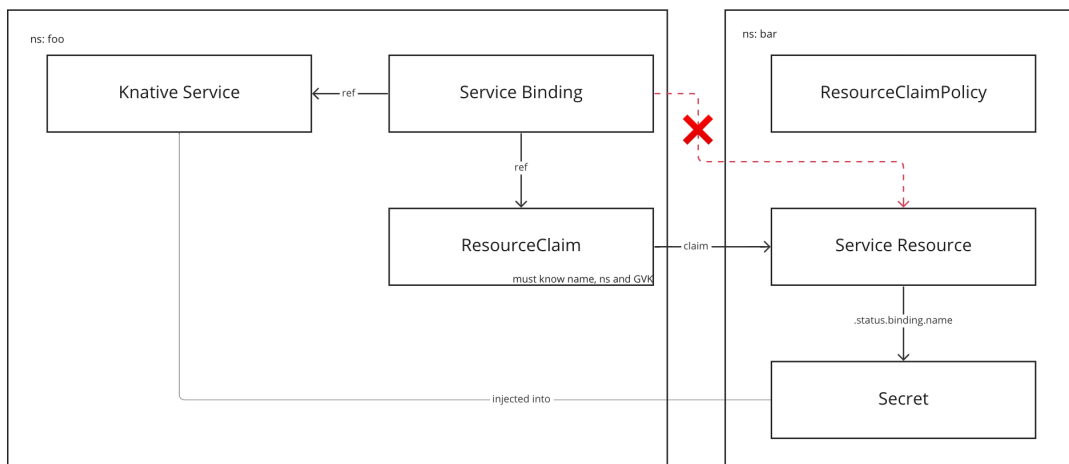 ns: foo
ns: bar
Knative Service
ref
Service Binding
ResourceClaimPolicy
ref
ResourceClaim
claim
Service Resource
must know name, ns and GVK
.status.binding.name
injected into
Secret